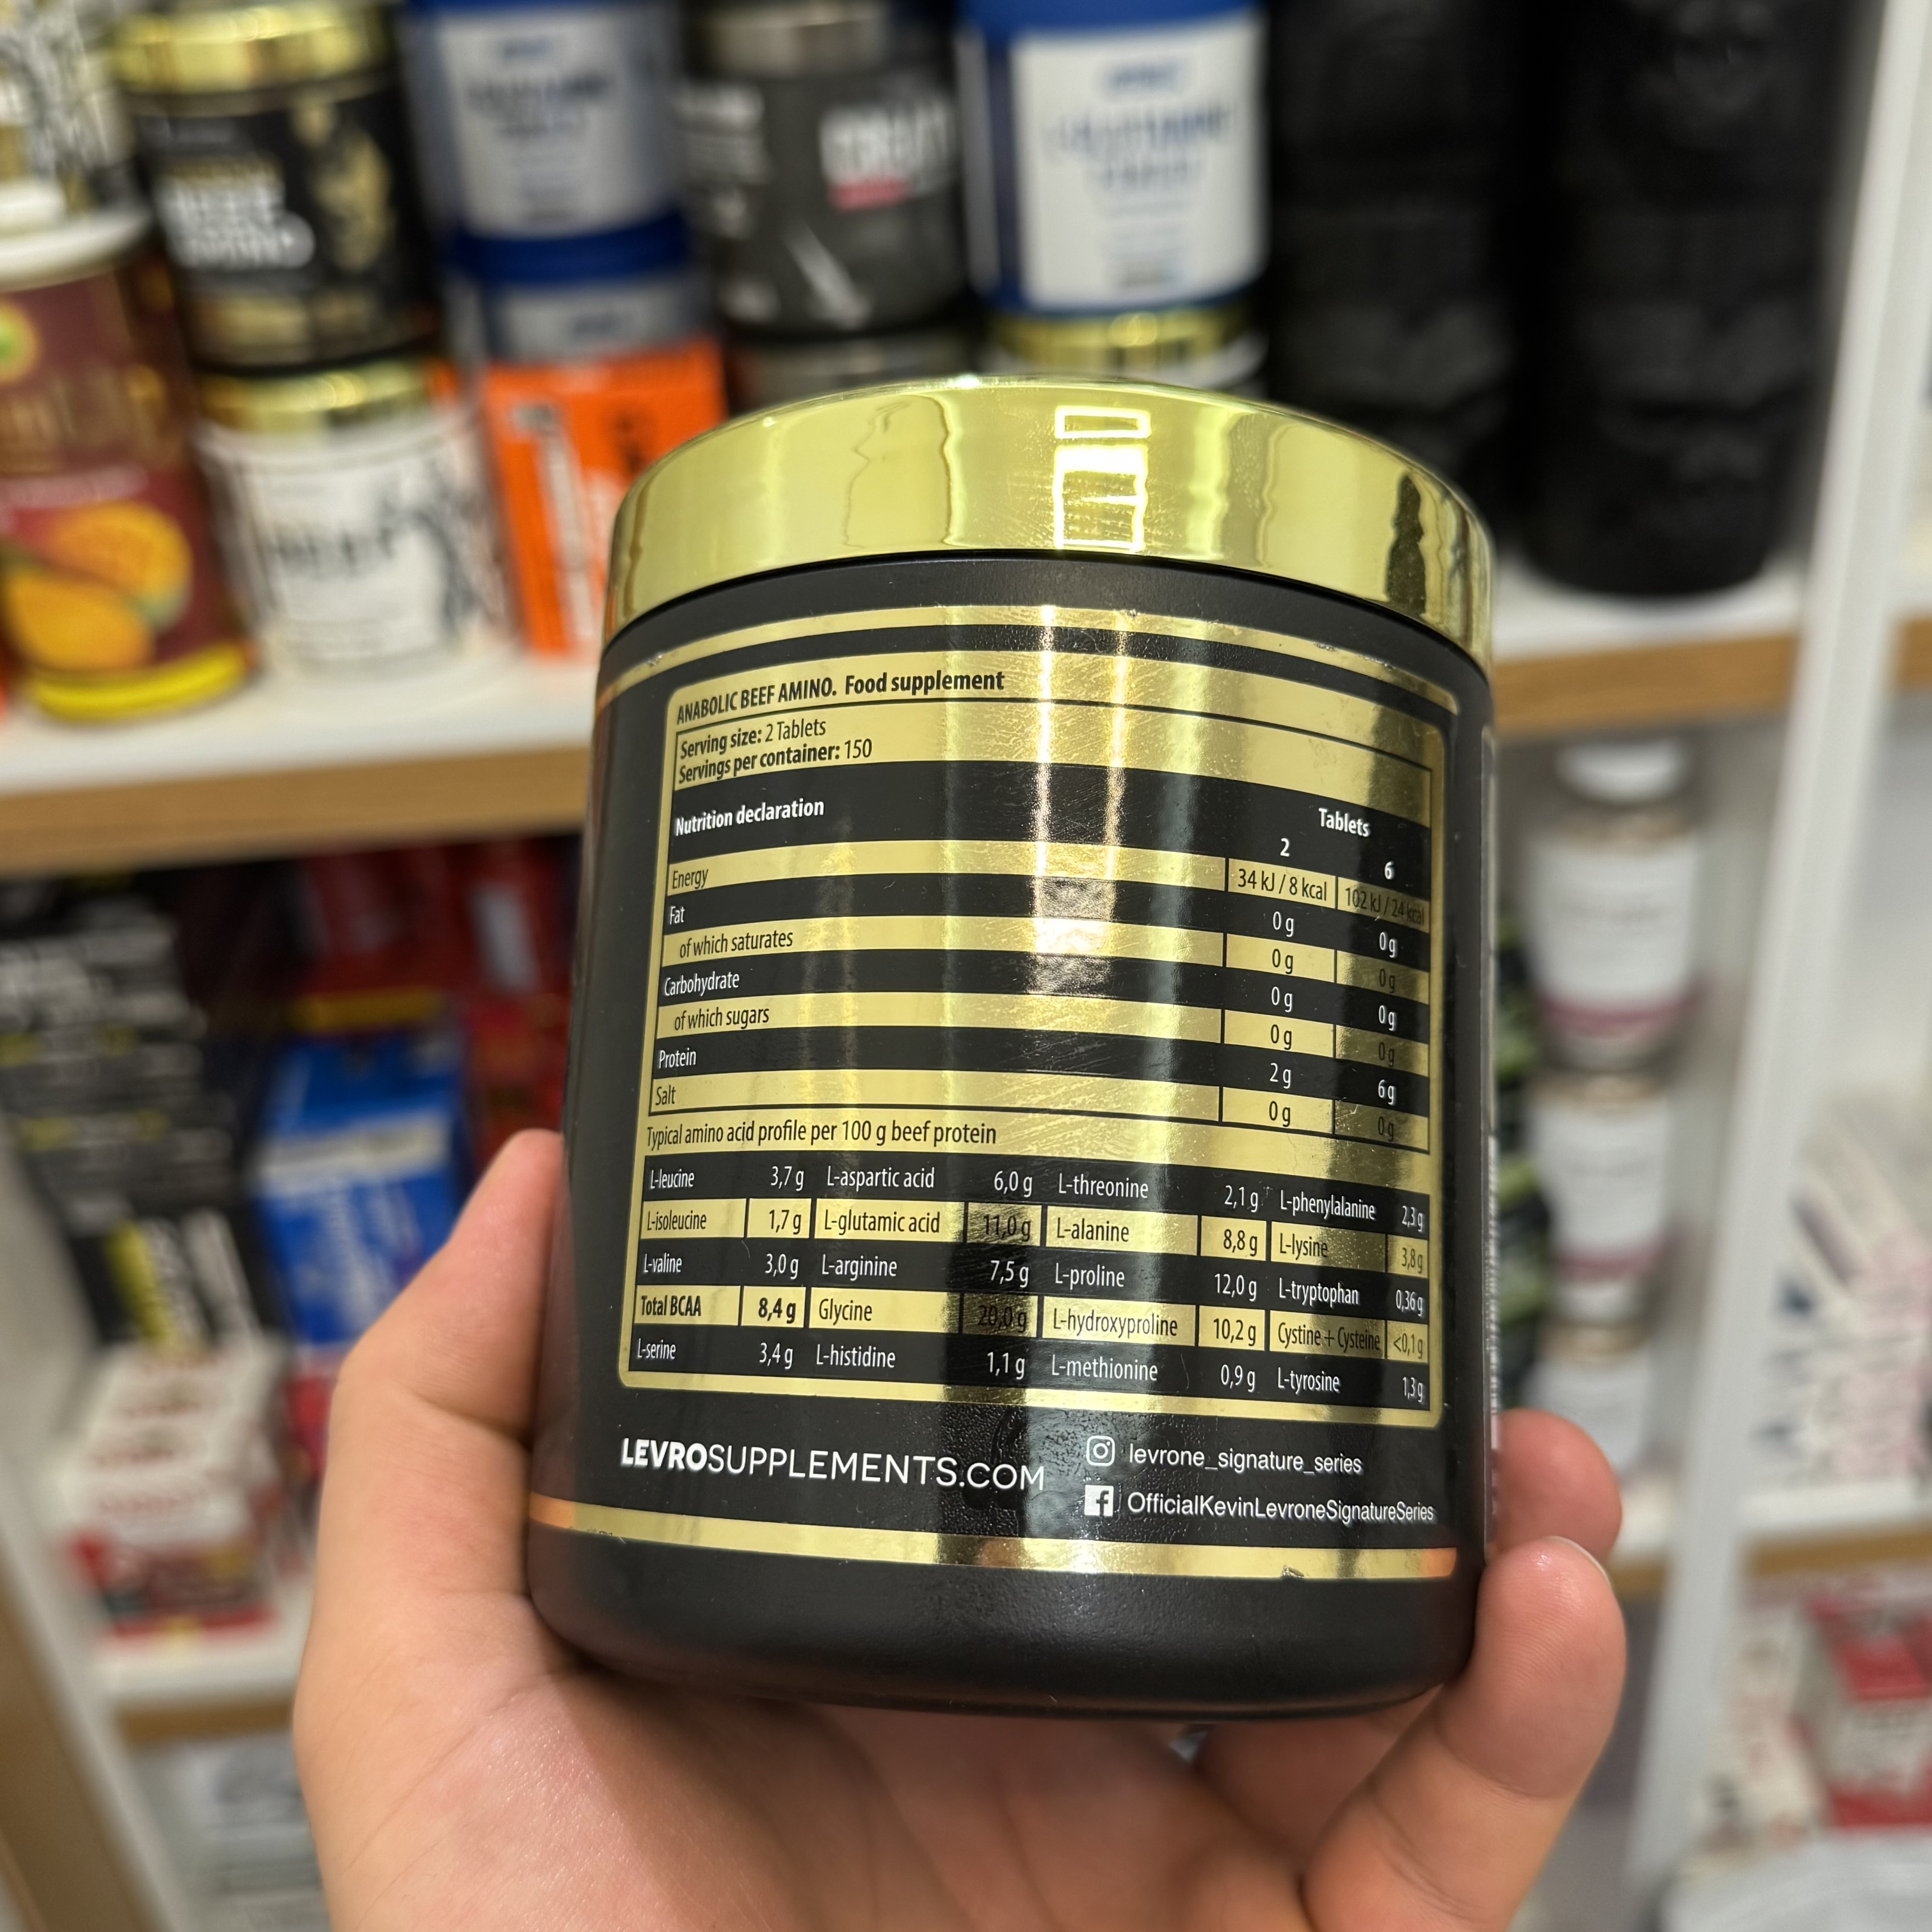 ANABOLIC BEEF AMINO. Food supplement
Serving size: 2 Tablets
Servings per container: 150
Nutrition declaration Tablets
2 6
Energy 34 kJ / 8 kcal 102 kJ / 24 kcal
Fat 0 g 0 g
of which saturates 0 g 0 g
Carbohydrate 0 g 0 g
of which sugars 0 g 0 g
Protein 2 g 6 g
Salt 0 g 0 g
Typical amino acid profile per 100 g beef protein
L-leucine 3,7 g L-aspartic acid 6,0 g L-threonine 2,1 g L-phenylalanine 2,3 g
L-isoleucine 1,7 g L-glutamic acid 11,0 g L-alanine 8,8 g L-lysine 3,8 g
L-valine 3,0 g L-arginine 7,5 g L-proline 12,0 g L-tryptophan 0,36 g
Total BCAA 8,4 g Glycine 20,0 g L-hydroxyproline 10,2 g Cystine + Cysteine <0,1 g
L-serine 3,4 g L-histidine 1,1 g L-methionine 0,9 g L-tyrosine 1,3 g
LEVROSUPPLEMENTS.COM
levrone_signature_series
OfficialKevinLevroneSignatureSeries